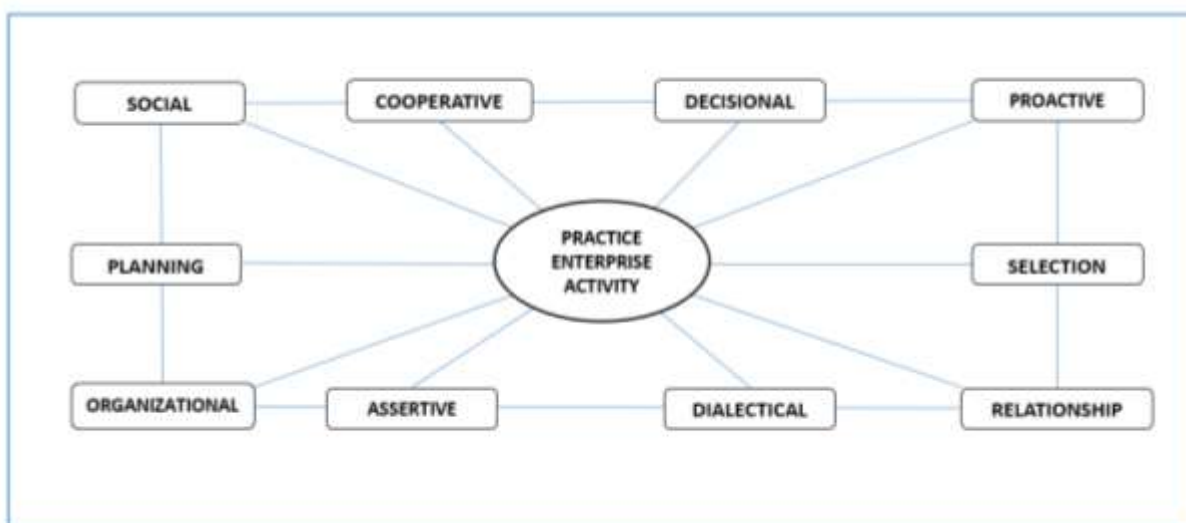 SOCIAL
COOPERATIVE
DECISIONAL
PROACTIVE
PRACTICE
ENTERPRISE
ACTIVITY
PLANNING
SELECTION
ORGANIZATIONAL
ASSERTIVE
DIALECTICAL
RELATIONSHIP